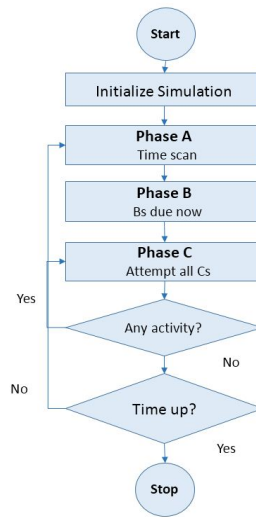 Start
Initialize Simulation
Phase A
Time scan
Phase B
Bs due now
Phase C
Attempt all Cs
Yes
Any activity?
No
No
Time up?
Yes
Stop